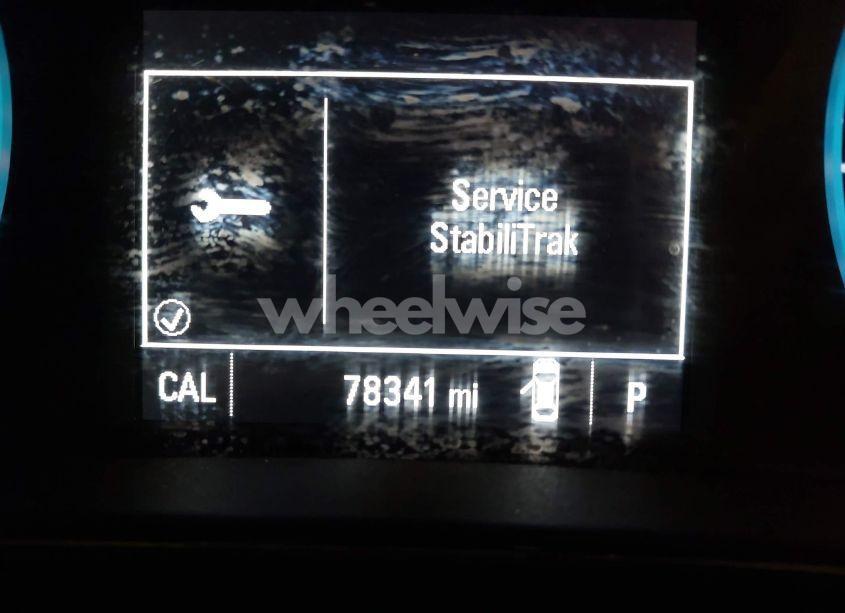 Service
StabiliTrak
wheelwise
CAL
78341 mi
P